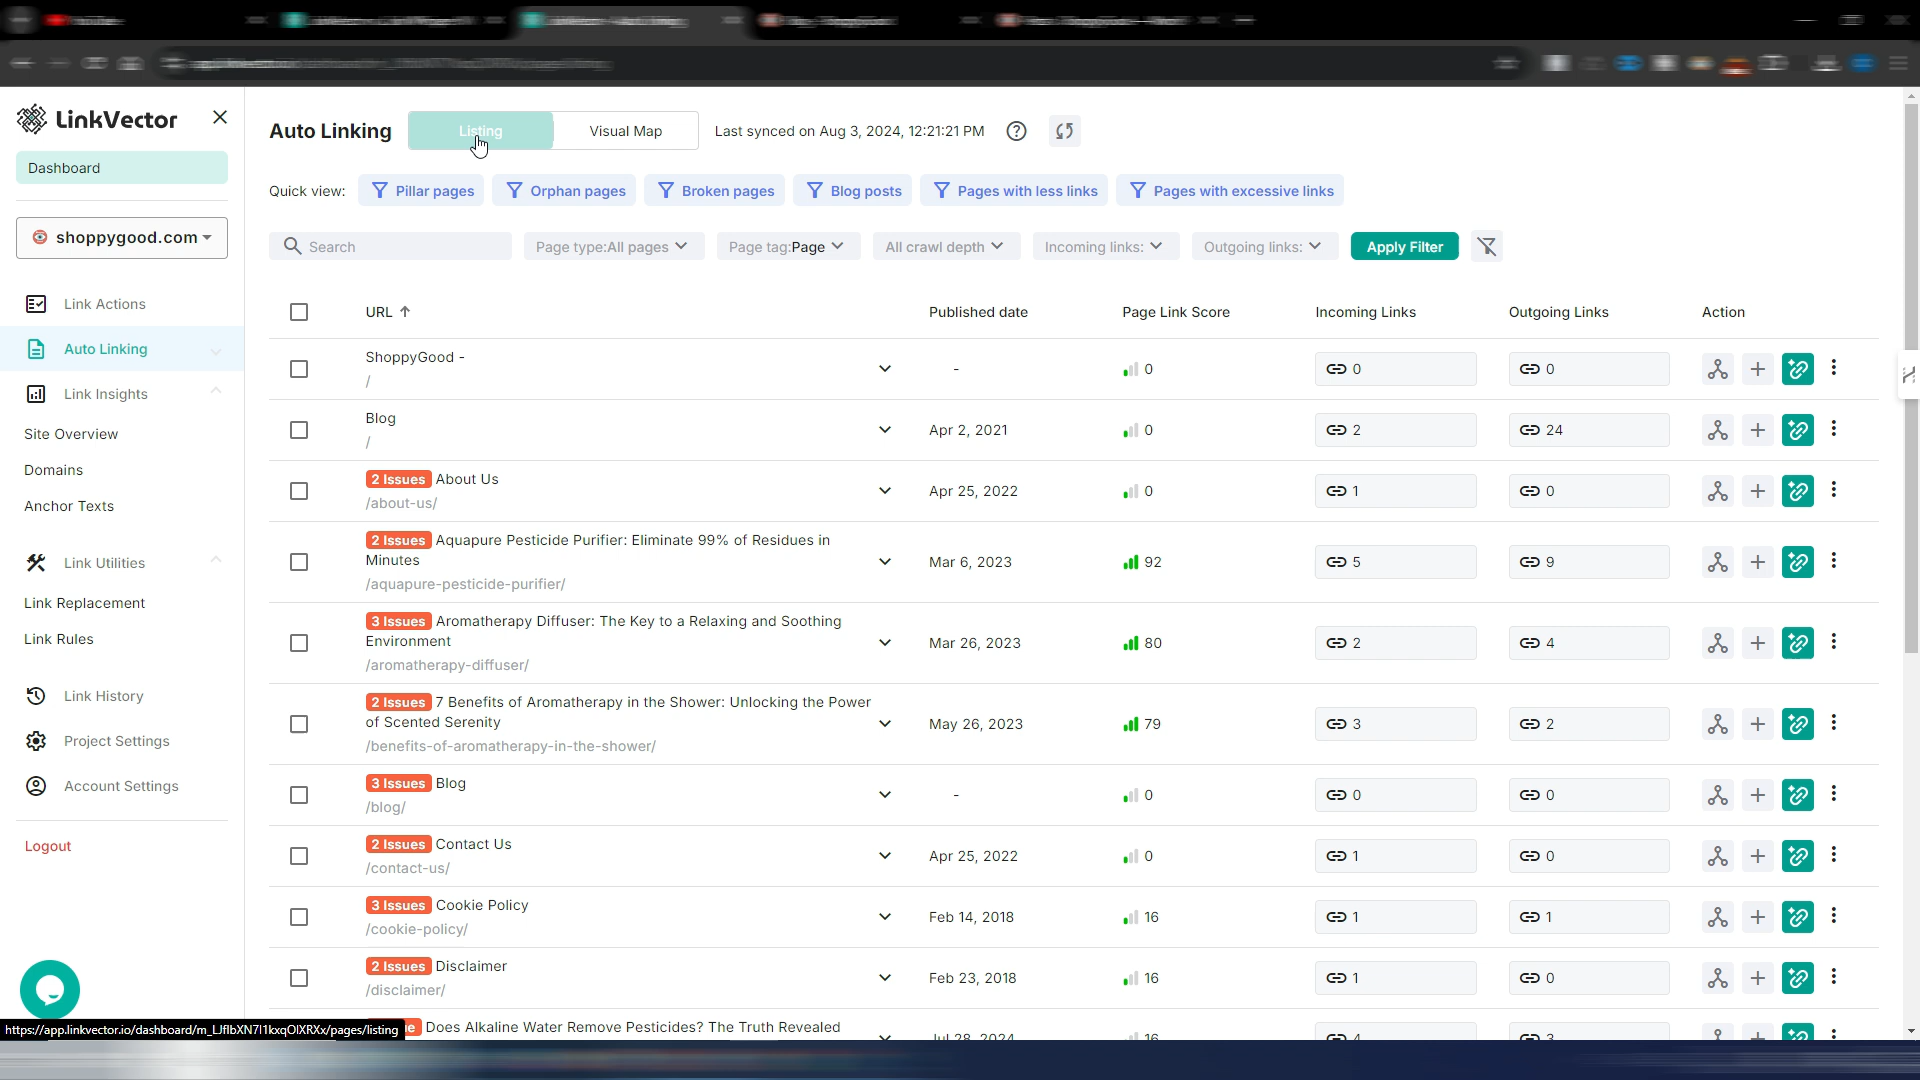 LinkVector
Dashboard
shoppygood.com
Link Actions
Auto Linking
Link Insights
Site Overview
Domains
Anchor Texts
Link Utilities
Link Replacement
Link Rules
Link History
Project Settings
Account Settings
Logout
Auto Linking
Listing
Visual Map
Last synced on Aug 3, 2024, 12:21:21 PM
Quick view:
Pillar pages
Orphan pages
Broken pages
Blog posts
Pages with less links
Pages with excessive links
Search
Page type:All pages
Page tag:Page
All crawl depth
Incoming links:
Outgoing links:
Apply Filter
URL Published date Page Link Score Incoming Links Outgoing Links Action
ShoppyGood -
/
- 0 0 0
Blog
/
Apr 2, 2021 0 2 24
2 Issues About Us
/about-us/
Apr 25, 2022 0 1 0
2 Issues Aquapure Pesticide Purifier: Eliminate 99% of Residues in
Minutes
/aquapure-pesticide-purifier/
Mar 6, 2023 92 5 9
3 Issues Aromatherapy Diffuser: The Key to a Relaxing and Soothing
Environment
/aromatherapy-diffuser/
Mar 26, 2023 80 2 4
2 Issues 7 Benefits of Aromatherapy in the Shower: Unlocking the Power
of Scented Serenity
/benefits-of-aromatherapy-in-the-shower/
May 26, 2023 79 3 2
3 Issues Blog
/blog/
- 0 0 0
2 Issues Contact Us
/contact-us/
Apr 25, 2022 0 1 0
3 Issues Cookie Policy
/cookie-policy/
Feb 14, 2018 16 1 1
2 Issues Disclaimer
/disclaimer/
Feb 23, 2018 16 1 0
Does Alkaline Water Remove Pesticides? The Truth Revealed
Jul 28, 2024 16 4 3